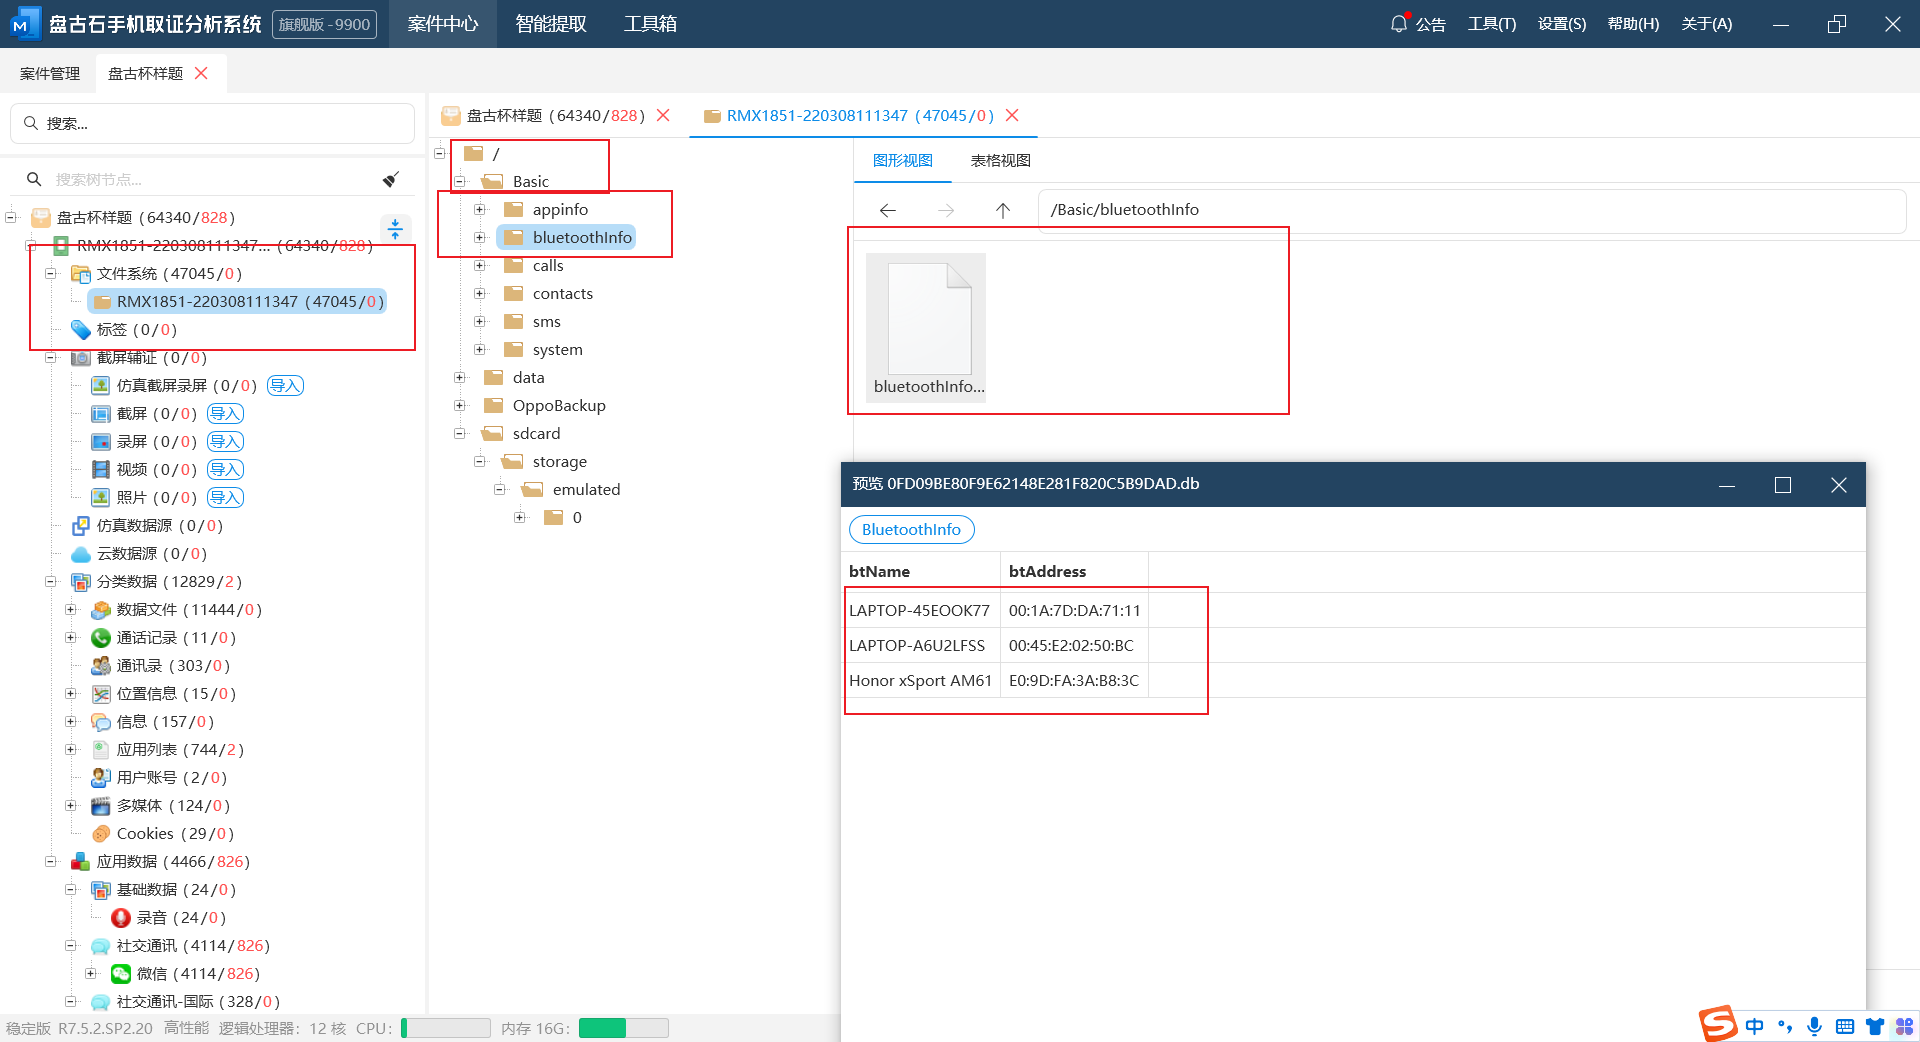 盘古石手机取证分析系统 旗舰版 -9900 案件中心 智能提取 工具箱 公告 工具(T) 设置(S) 帮助(H) 关于(A)
案件管理 盘古杯样题
搜索...
搜索树节点...
盘古杯样题 (64340/828)
RMX1851-220308111347... (64340/828)
文件系统 (47045/0)
RMX1851-220308111347 (47045/0)
标签 (0/0)
截屏辅证 (0/0)
仿真截屏录屏 (0/0) 导入
截屏 (0/0) 导入
录屏 (0/0) 导入
视频 (0/0) 导入
照片 (0/0) 导入
仿真数据源 (0/0)
云数据源 (0/0)
分类数据 (12829/2)
数据文件 (11444/0)
通话记录 (11/0)
通讯录 (303/0)
位置信息 (15/0)
信息 (157/0)
应用列表 (744/2)
用户账号 (2/0)
多媒体 (124/0)
Cookies (29/0)
应用数据 (4466/826)
基础数据 (24/0)
录音 (24/0)
社交通讯 (4114/826)
微信 (4114/826)
社交通讯-国际 (328/0)
盘古杯样题 (64340/828) RMX1851-220308111347 (47045/0)
/
Basic
appinfo
bluetoothInfo
calls
contacts
sms
system
data
OppoBackup
sdcard
storage
emulated
0
图形视图 表格视图
/Basic/bluetoothInfo
bluetoothInfo...
预览 0FD09BE80F9E62148E281F820C5B9DAD.db
BluetoothInfo
btName btAddress
LAPTOP-45EOOK77 00:1A:7D:DA:71:11
LAPTOP-A6U2LFSS 00:45:E2:02:50:BC
Honor xSport AM61 E0:9D:FA:3A:B8:3C
稳定版 R7.5.2.SP2.20 高性能 逻辑处理器: 12 核 CPU: 内存 16G:
中